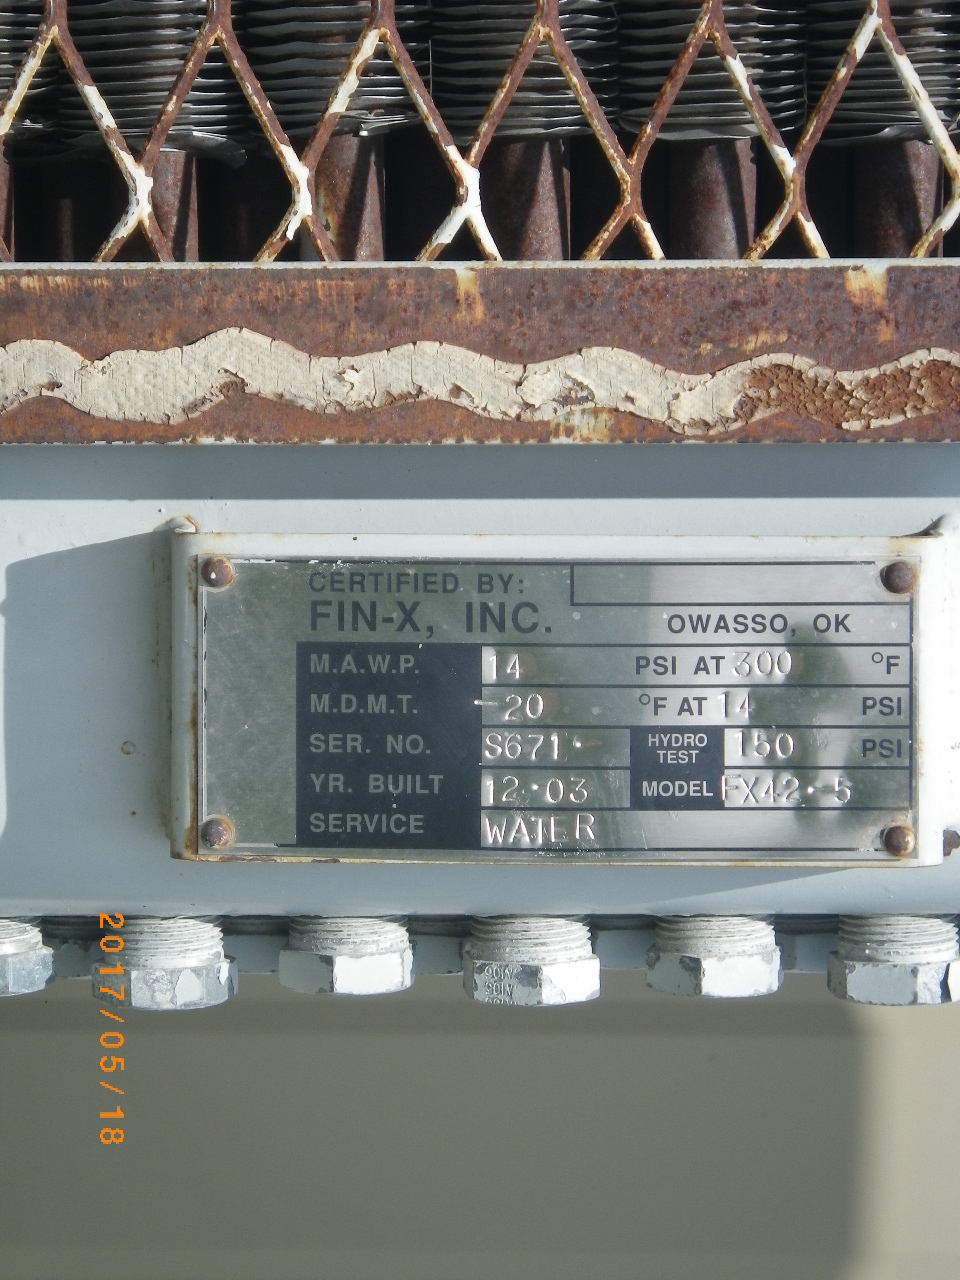 CERTIFIED BY:
FIN-X, INC.
OWASSO, OK
M.A.W.P. 14 PSI AT 300 °F
M.D.M.T. -20 °F AT 14 PSI
SER. NO. S671 HYDRO TEST 150 PSI
YR. BUILT 12-03 MODEL FX42-5
SERVICE WATER
2017/05/18